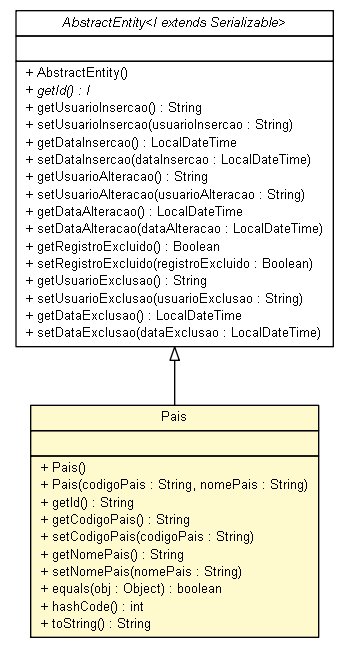 AbstractEntity<I extends Serializable>
+ AbstractEntity()
+ getId() : I
+ getUsuarioInsercao() : String
+ setUsuarioInsercao(usuarioInsercao : String)
+ getDataInsercao() : LocalDateTime
+ setDataInsercao(dataInsercao : LocalDateTime)
+ getUsuarioAlteracao() : String
+ setUsuarioAlteracao(usuarioAlteracao : String)
+ getDataAlteracao() : LocalDateTime
+ setDataAlteracao(dataAlteracao : LocalDateTime)
+ getRegistroExcluido() : Boolean
+ setRegistroExcluido(registroExcluido : Boolean)
+ getUsuarioExclusao() : String
+ setUsuarioExclusao(usuarioExclusao : String)
+ getDataExclusao() : LocalDateTime
+ setDataExclusao(dataExclusao : LocalDateTime)
Pais
+ Pais()
+ Pais(codigoPais : String, nomePais : String)
+ getId() : String
+ getCodigoPais() : String
+ setCodigoPais(codigoPais : String)
+ getNomePais() : String
+ setNomePais(nomePais : String)
+ equals(obj : Object) : boolean
+ hashCode() : int
+ toString() : String